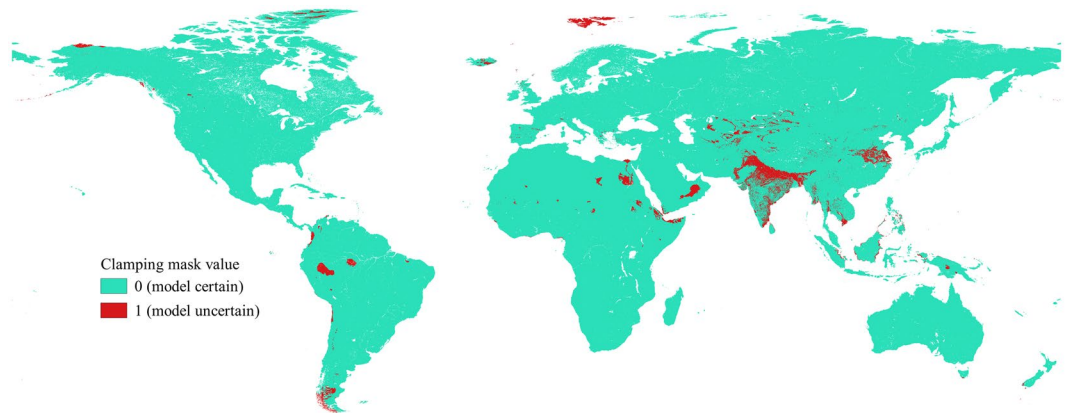 Clamping mask value
0 (model certain)
1 (model uncertain)